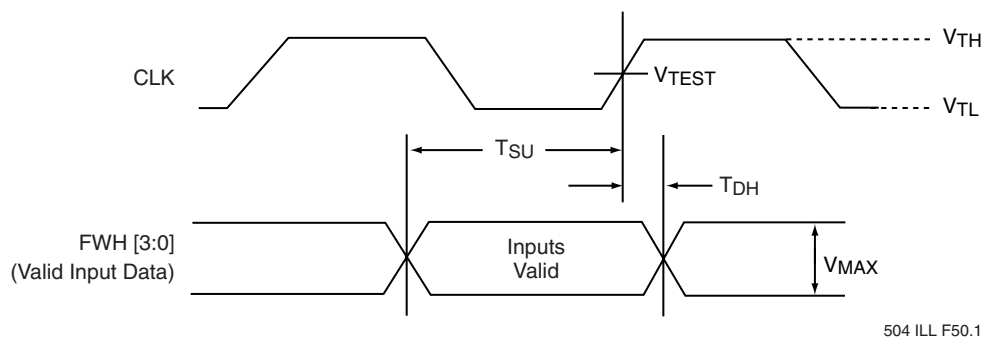 VTH
CLK
VTEST
VTL
TSU
TDH
FWH [3:0]
(Valid Input Data)
Inputs
Valid
VMAX
504 ILL F50.1